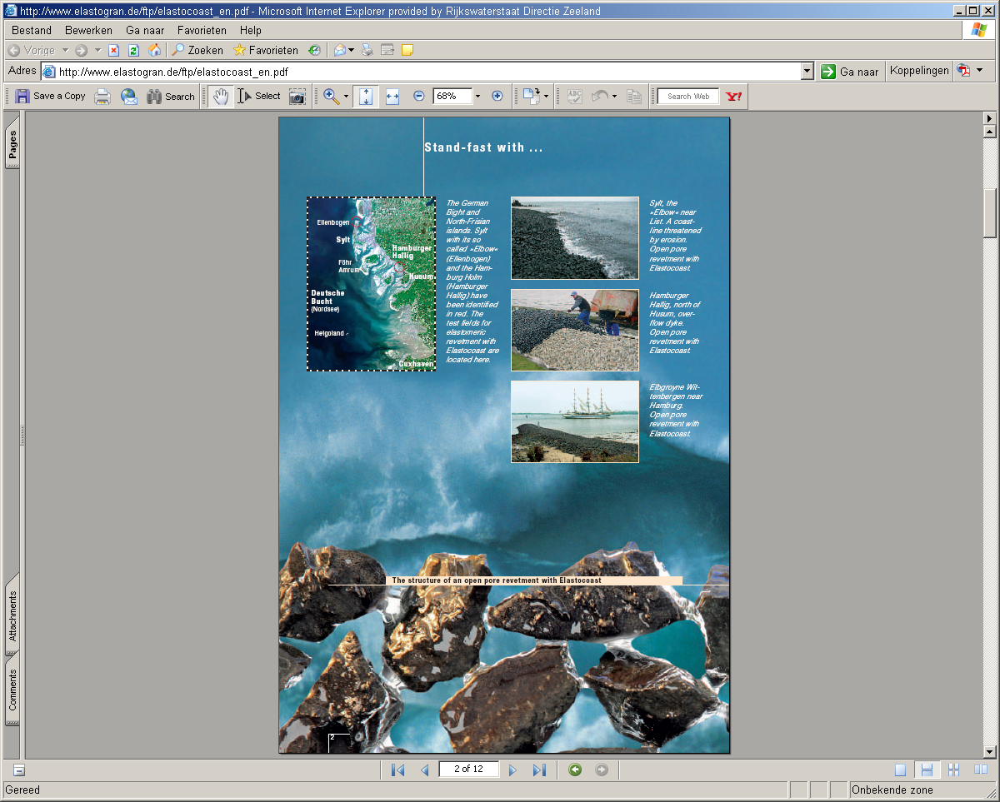 http://www.elastogran.de/ftp/elastocoast_en.pdf - Microsoft Internet Explorer provided by Rijkswaterstaat Directie Zeeland
Bestand Bewerken Ga naar Favorieten Help
Vorige Zoeken Favorieten
Adres http://www.elastogran.de/ftp/elastocoast_en.pdf Ga naar Koppelingen
Save a Copy Search Select 68% Search Web Y!
Pages
Attachments
Comments
Stand-fast with ...
Ellenbogen
Sylt
Hamburger
Hallig
Föhr
Amrum
Husum
Deutsche
Bucht
(Nordsee)
Helgoland
Cuxhaven
The German
Bight and
North-Frisian
islands. Sylt
with its so
called »Elbow«
(Ellenbogen)
and the Ham-
burg Holm
(Hamburger
Hallig) have
been identified
in red. The
test fields for
elastomeric
revetment with
Elastocoast are
located here.
Sylt, the
»Elbow« near
List. A coast-
line threatened
by erosion.
Open pore
revetment with
Elastocoast.
Hamburger
Hallig, north of
Husum, over-
flow dyke.
Open pore
revetment with
Elastocoast.
Elbgroyne Wit-
tenbergen near
Hamburg.
Open pore
revetment with
Elastocoast.
The structure of an open pore revetment with Elastocoast
2
2 of 12
Gereed Onbekende zone